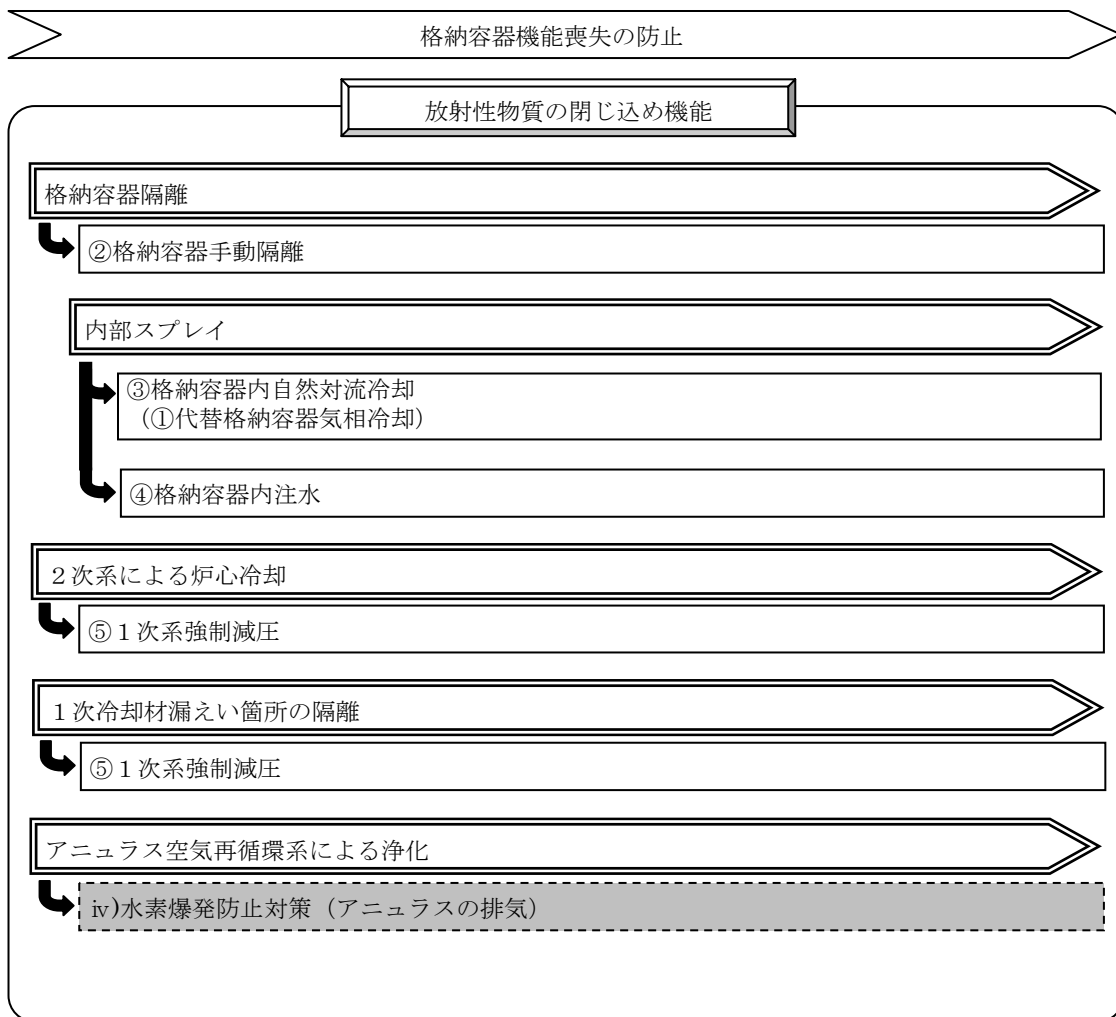 格納容器機能喪失の防止
放射性物質の閉じ込め機能
格納容器隔離
②格納容器手動隔離
内部スプレイ
③格納容器内自然対流冷却
（①代替格納容器気相冷却）
④格納容器内注水
２次系による炉心冷却
⑤１次系強制減圧
１次冷却材漏えい箇所の隔離
⑤１次系強制減圧
アニュラス空気再循環系による浄化
ⅳ)水素爆発防止対策（アニュラスの排気）